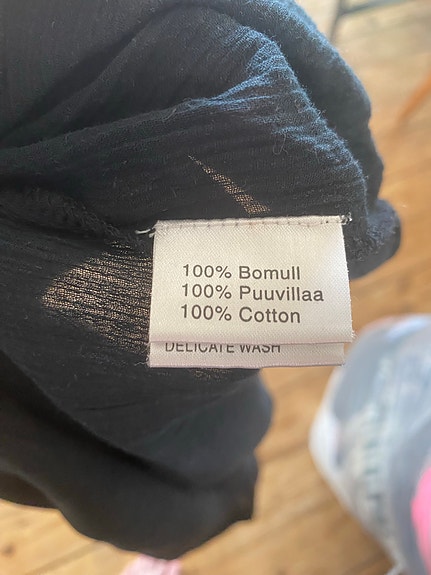 100% Bomull
100% Puuvillaa
100% Cotton
DELICATE WASH